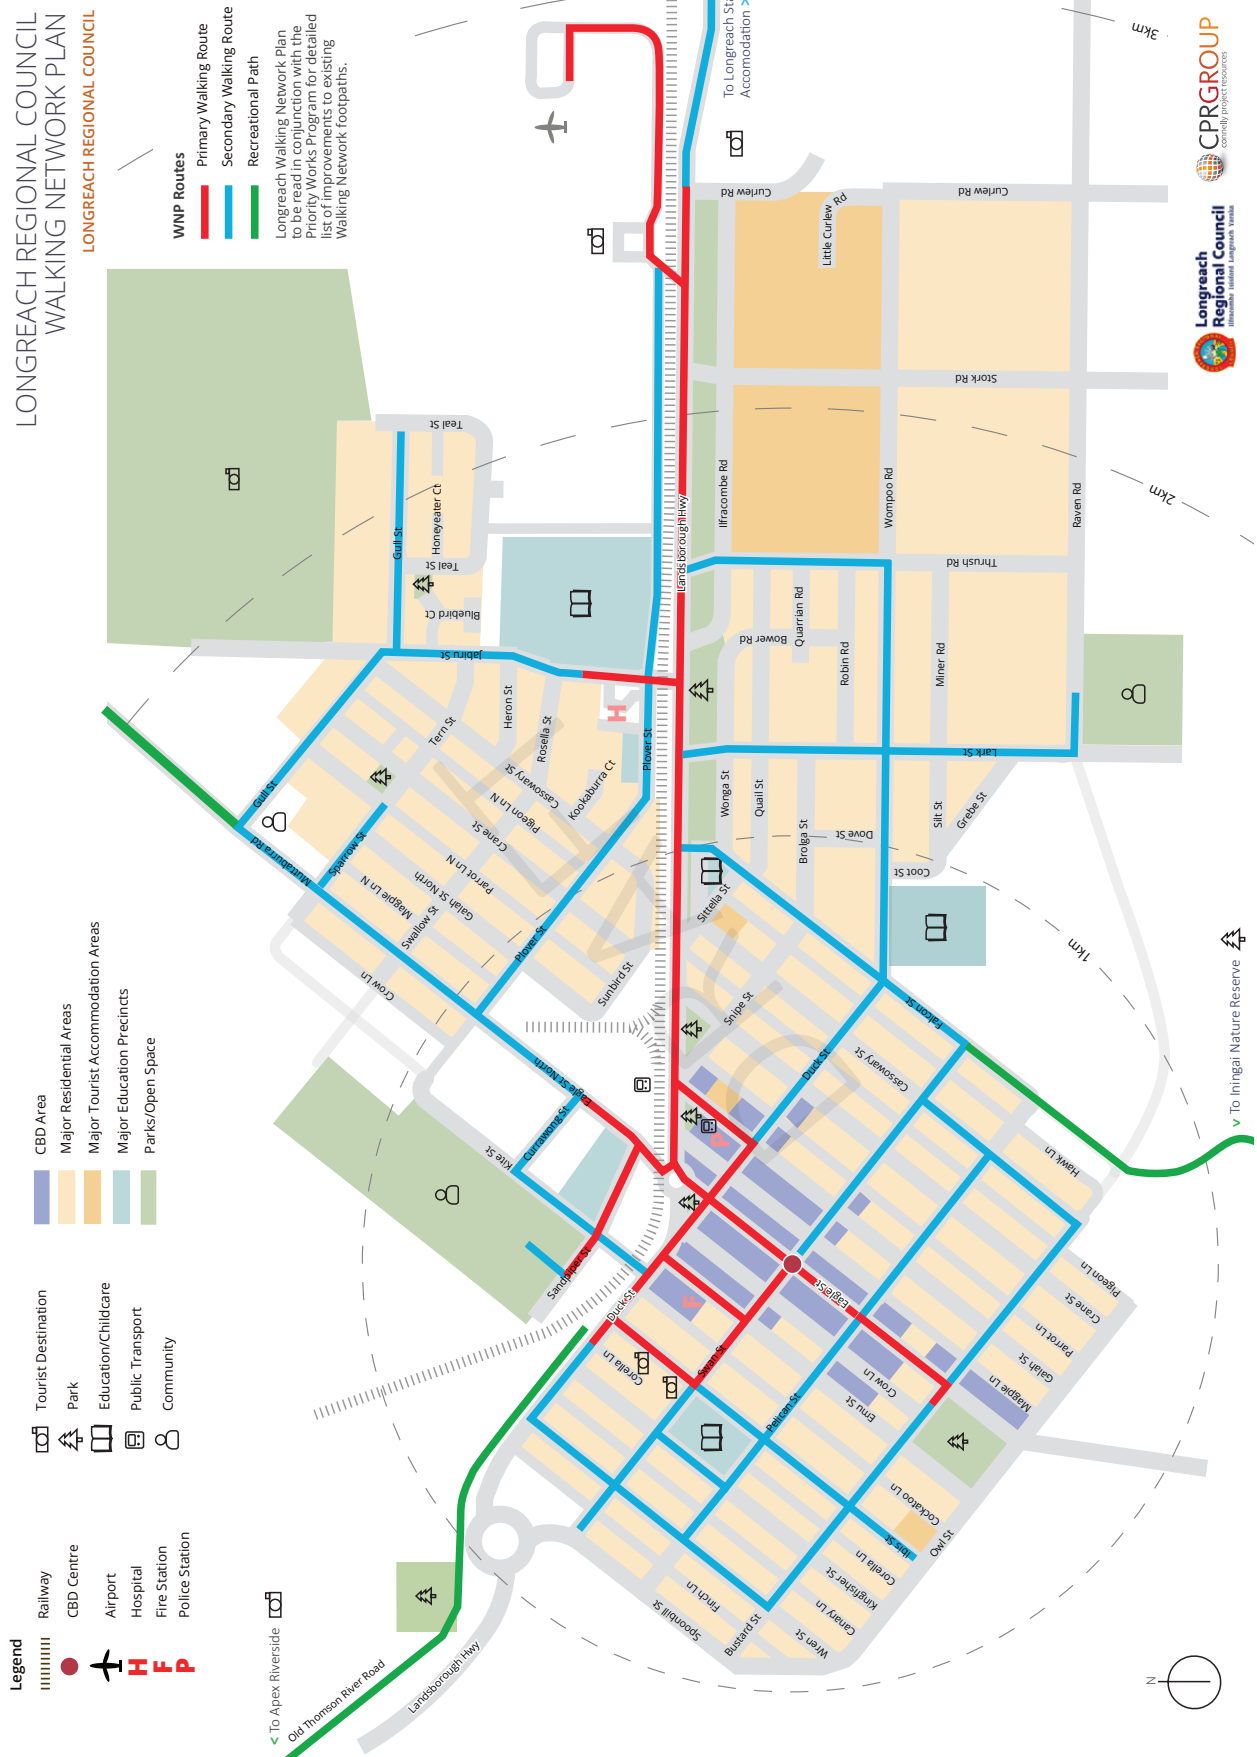 LONGREACH REGIONAL COUNCIL
WALKING NETWORK PLAN
LONGREACH REGIONAL COUNCIL
WNP Routes
Primary Walking Route
Secondary Walking Route
Recreational Path
Longreach Walking Network Plan
to be read in conjunction with the
Priority Works Program for detailed
list of improvements to existing
Walking Network footpaths.
Legend
Railway
CBD Centre
Airport
H Hospital
F Fire Station
P Police Station
Tourist Destination
Park
Education/Childcare
Public Transport
Community
CBD Area
Major Residential Areas
Major Tourist Accommodation Areas
Major Education Precincts
Parks/Open Space
< To Apex Riverside
Old Thomson River Road
Landsborough Hwy
Muttaburra Rd
Gull St
Sparrow St
Magpie Ln N
Swallow St
Galah St North
Parrot Ln N
Crane St
Pigeon Ln N
Cassowary St
Kookaburra Ct
Rosella St
Heron St
Tern St
Jabiru St
Bluebird Ct
Teal St
Honeyeater Ct
Gull St
Teal St
Crow Ln
Plover St
Plover St
Sunbird St
Eagle St North
Currawong St
Kite St
Sandpiper St
Duck St
Corella Ln
Swan St
H
F
P
Landsborough Hwy
Ilfracombe Rd
Wompoo Rd
Raven Rd
Curlew Rd
Curlew Rd
Little Curlew Rd
Stork Rd
Thrush Rd
Bower Rd
Quarrian Rd
Robin Rd
Miner Rd
Lark St
Wonga St
Quail St
Brolga St
Dove St
Silt St
Grebe St
Coot St
Sittella St
Snipe St
Duck St
Cassowary St
Falcon St
Hawk Ln
Eagle St
Pelican St
Emu St
Crow Ln
Pigeon Ln
Crane St
Parrot Ln
Galah St
Magpie Ln
Cockatoo Ln
Owl St
Ibis St
Corella Ln
Kingfisher St
Canary Ln
Wren St
Bustard St
Finch Ln
Spoonbill St
1km
2km
3km
To Longreach Sta
Accomodation >
< To Iningai Nature Reserve
DRAFT
N
Longreach
Regional Council
Ilfracombe Isisford Longreach Yaraka
CPRGROUP
connelly project resources